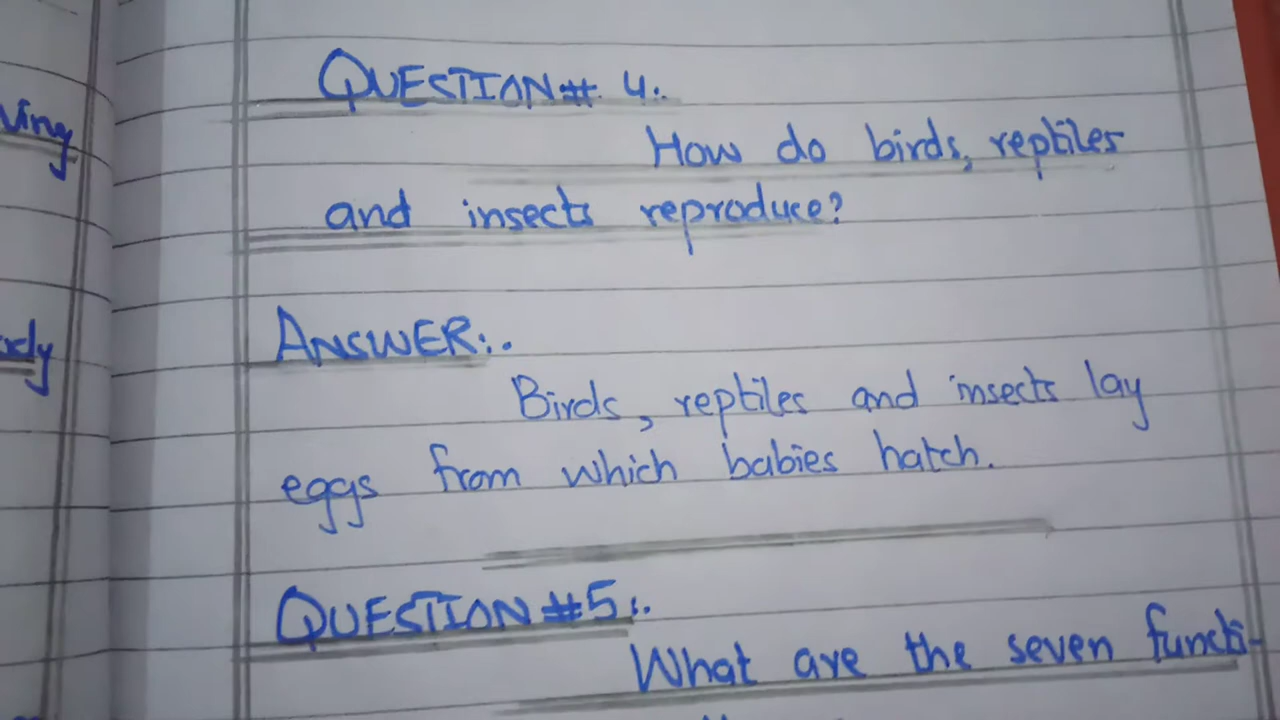 QUESTION# 4:.
How do birds, reptiles
and insects reproduce?
ANSWER:.
Birds, reptiles and insects lay
eggs from which babies hatch.
QUESTION #5:.
What are the seven functi-